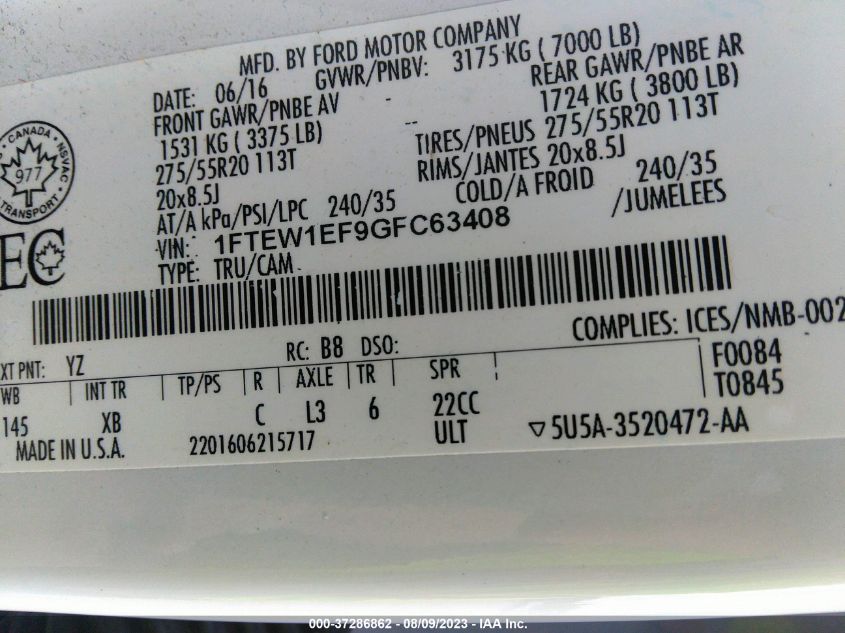 MFD. BY FORD MOTOR COMPANY
DATE: 06/16 GVWR/PNBV: 3175 KG ( 7000 LB)
FRONT GAWR/PNBE AV - REAR GAWR/PNBE AR
1531 KG ( 3375 LB) -- 1724 KG ( 3800 LB)
275/55R20 113T TIRES/PNEUS 275/55R20 113T
20x8.5J RIMS/JANTES 20x8.5J
AT/A kPa/PSI/LPC 240/35 COLD/A FROID 240/35
VIN: 1FTEW1EF9GFC63408 /JUMELEES
TYPE: TRU/CAM
CANADA
NSVAC
977
TRANSPORT
EC
COMPLIES: ICES/NMB-002
XT PNT: YZ RC: B8 DSO:
WB INT TR TP/PS R AXLE TR SPR F0084
145 XB C L3 6 22CC T0845
MADE IN U.S.A. 2201606215717 ULT ▽5U5A-3520472-AA
000-37286862 - 08/09/2023 - IAA Inc.